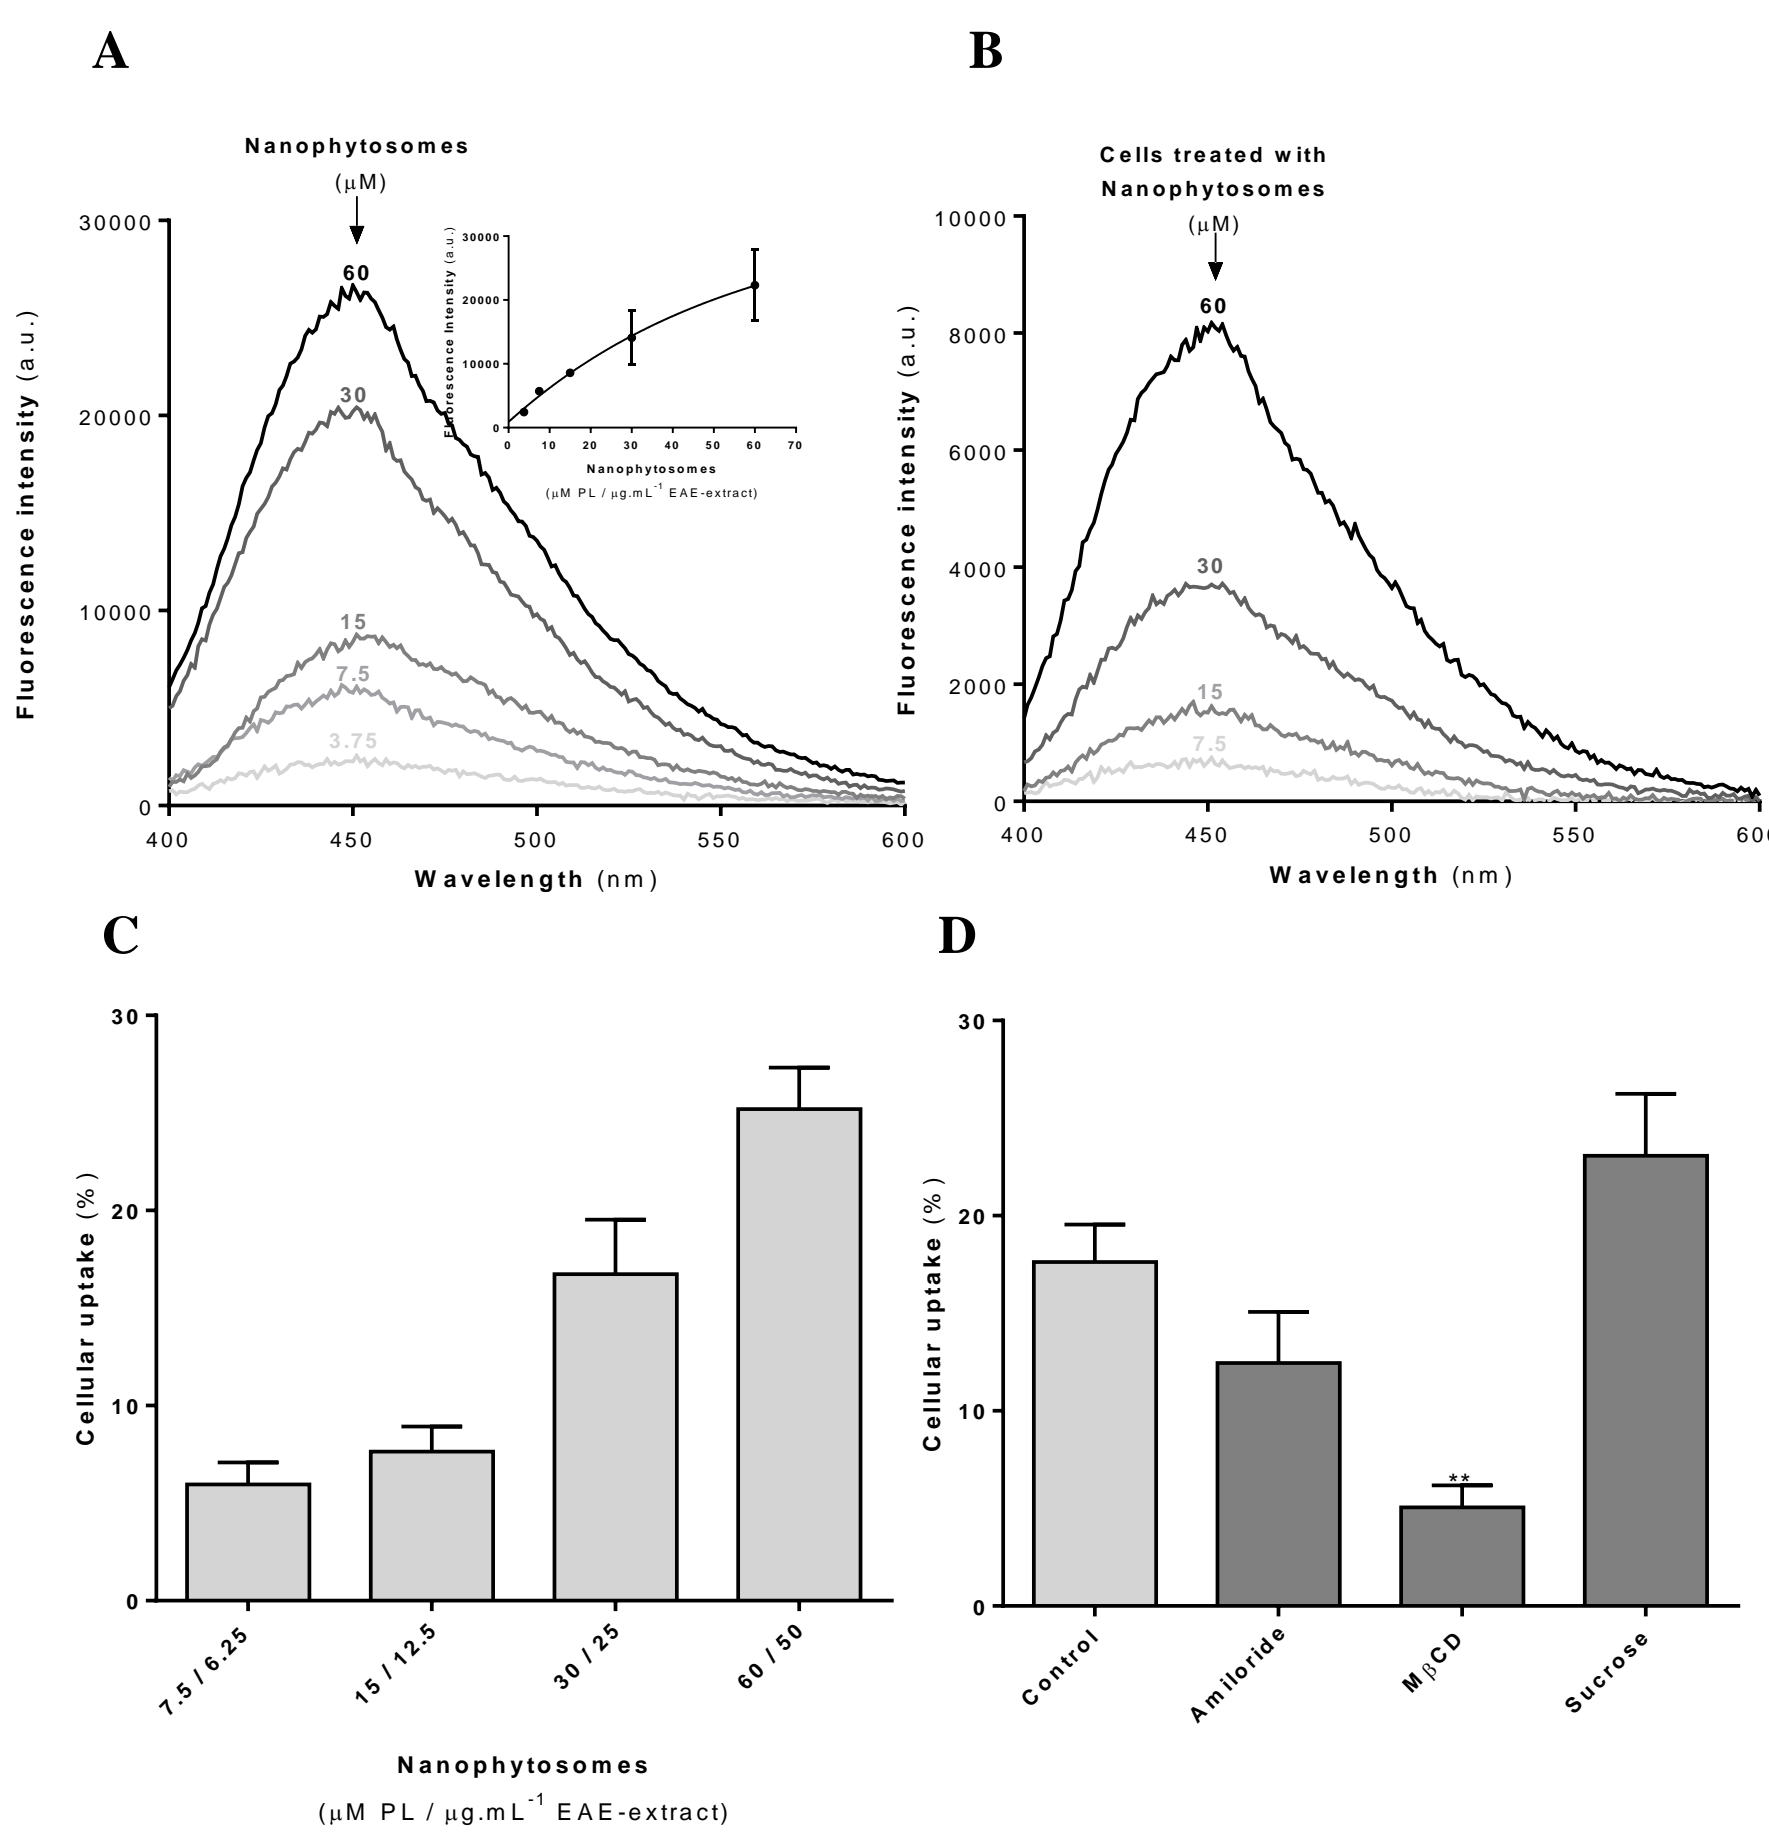 A
Nanophytosomes
(μM)
60
30
15
7.5
3.75
30000
20000
10000
0
400 450 500 550 600
Fluorescence intensity (a.u.)
Wavelength (nm)
30000
20000
10000
0
0 10 20 30 40 50 60 70
Fluorescence Intensity (a.u.)
Nanophytosomes
(μM PL / μg.mL-1 EAE-extract)
B
Cells treated with
Nanophytosomes
(μM)
60
30
15
7.5
10000
8000
6000
4000
2000
0
400 450 500 550 600
Fluorescence intensity (a.u.)
Wavelength (nm)
C
30
20
10
0
Cellular uptake (%)
7.5 / 6.25
15 / 12.5
30 / 25
60 / 50
Nanophytosomes
(μM PL / μg.mL-1 EAE-extract)
D
30
20
10
0
Cellular uptake (%)
**
Control
Amiloride
MβCD
Sucrose